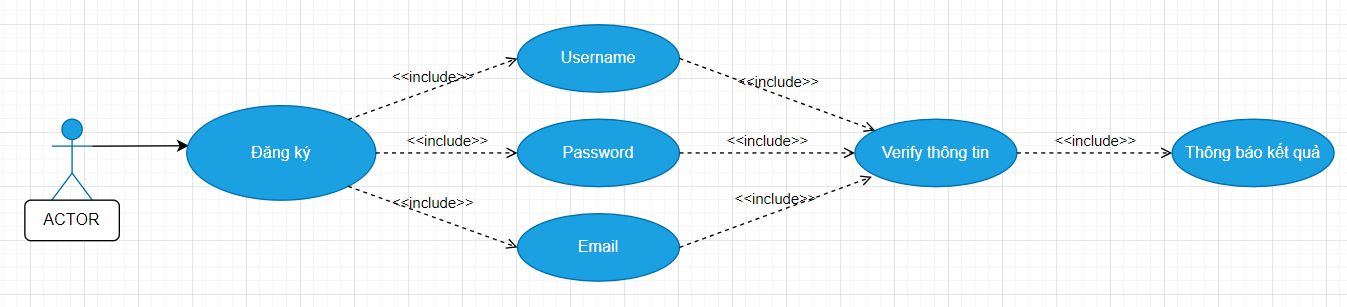 Username
Password
Email
Đăng ký
ACTOR
Verify thông tin
Thông báo kết quả
<<include>>
<<include>>
<<include>>
<<include>>
<<include>>
<<include>>
<<include>>